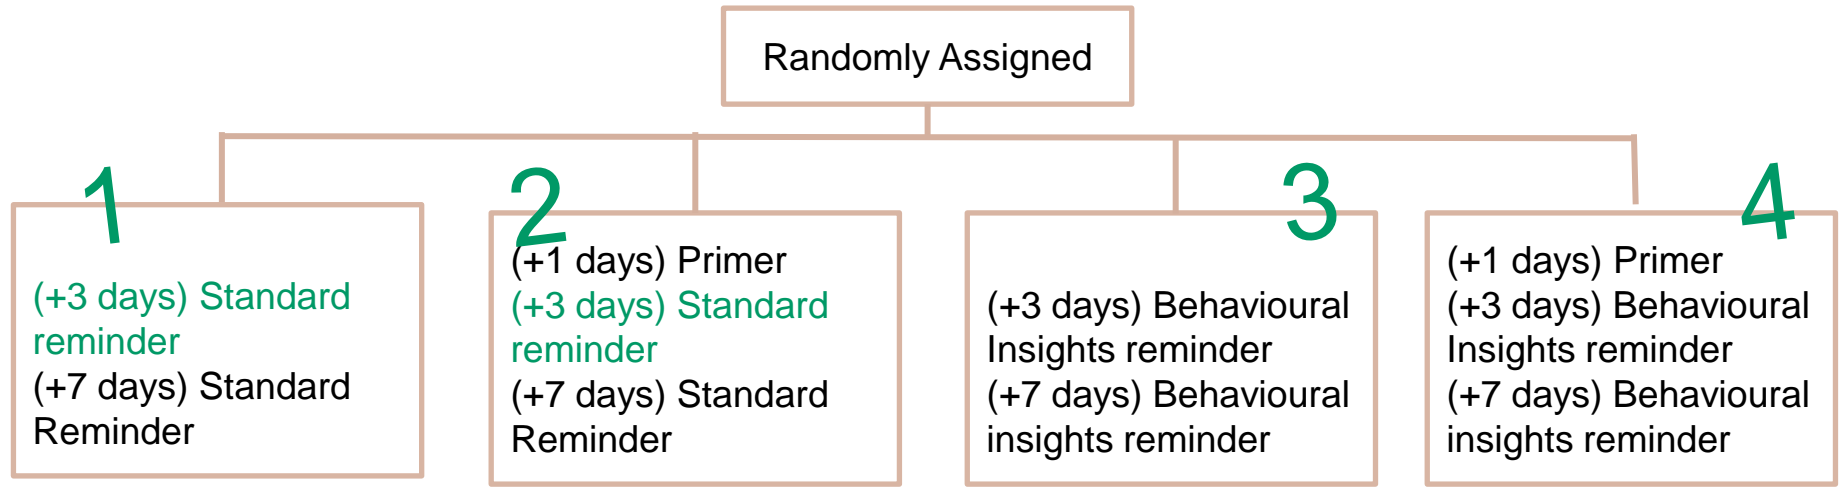 Randomly Assigned
1
(+3 days) Standard
reminder
(+7 days) Standard
Reminder
2
(+1 days) Primer
(+3 days) Standard
reminder
(+7 days) Standard
Reminder
3
(+3 days) Behavioural
Insights reminder
(+7 days) Behavioural
insights reminder
4
(+1 days) Primer
(+3 days) Behavioural
Insights reminder
(+7 days) Behavioural
insights reminder